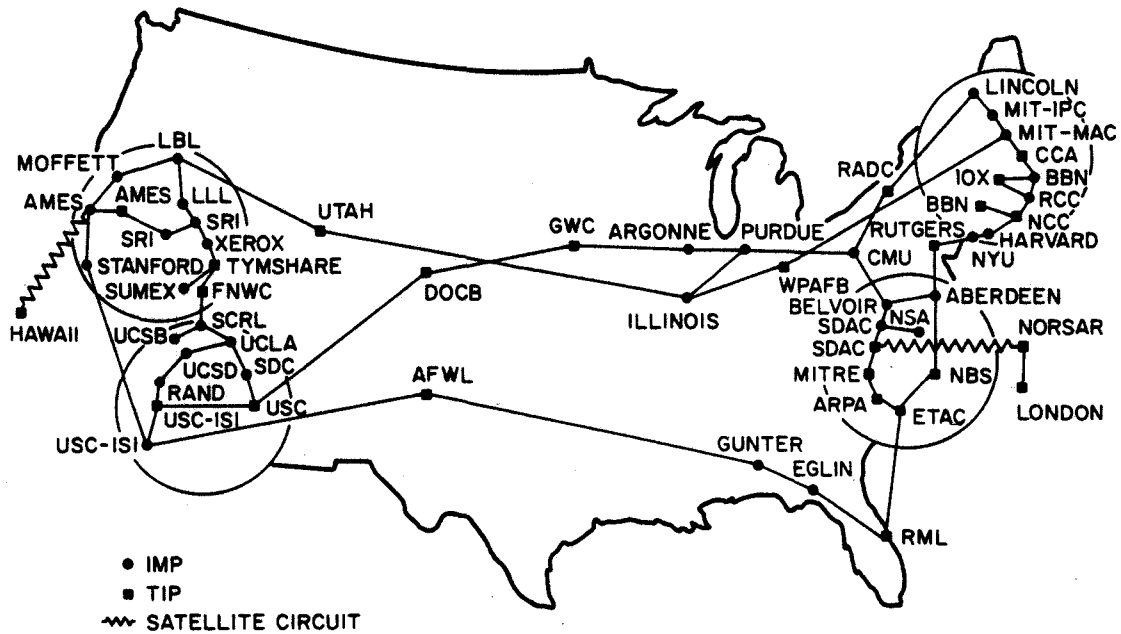 LINCOLN
MIT-IPC
MIT-MAC
CCA
BBN
RCC
NCC
HARVARD
NYU
RUTGERS
BBN
10X
RADC
LBL
MOFFETT
AMES
AMES
LLL
SRI
SRI
XEROX
STANFORD
TYMSHARE
SUMEX
FNWC
HAWAII
UTAH
GWC
ARGONNE
PURDUE
CMU
DOCB
ILLINOIS
WPAFB
BELVOIR
ABERDEEN
SDAC
NSA
NORSAR
SDAC
MITRE
NBS
ARPA
ETAC
LONDON
UCSB
SCRL
UCLA
UCSD
SDC
RAND
USC-ISI
USC
USC-ISI
AFWL
GUNTER
EGLIN
RML
IMP
TIP
SATELLITE CIRCUIT